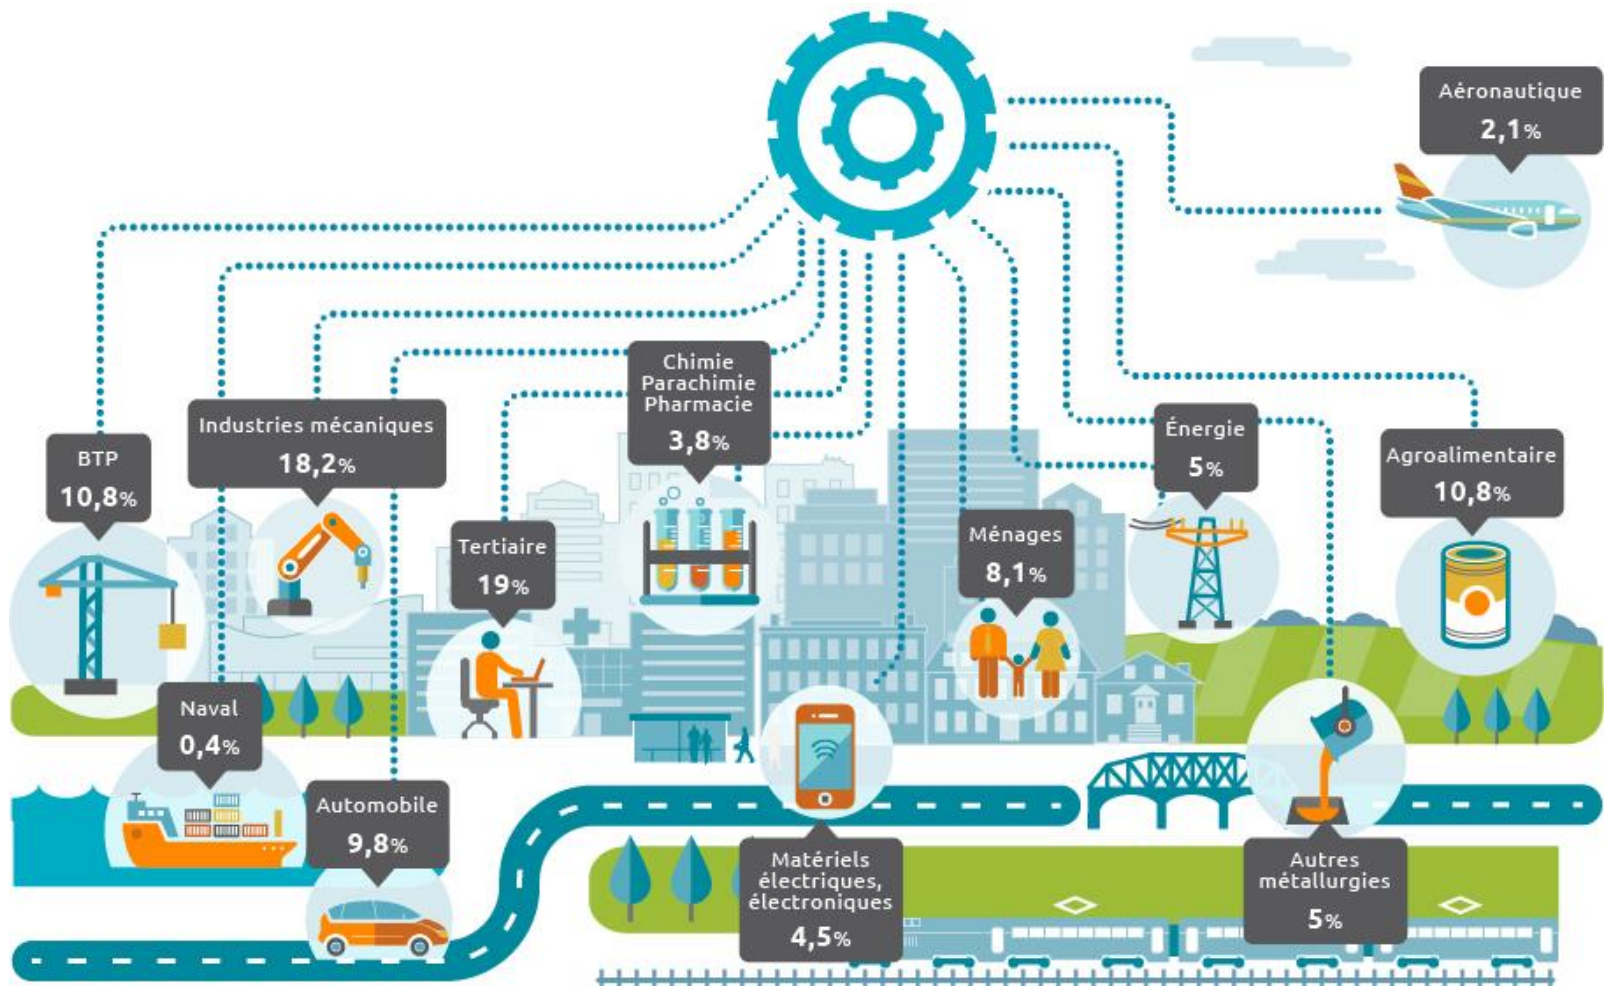 Aéronautique
2,1%
Chimie
Parachimie
Pharmacie
3,8%
Industries mécaniques
18,2%
Énergie
5%
BTP
10,8%
Agroalimentaire
10,8%
Tertiaire
19%
Ménages
8,1%
Naval
0,4%
Automobile
9,8%
Matériels
électriques,
électroniques
4,5%
Autres
métallurgies
5%